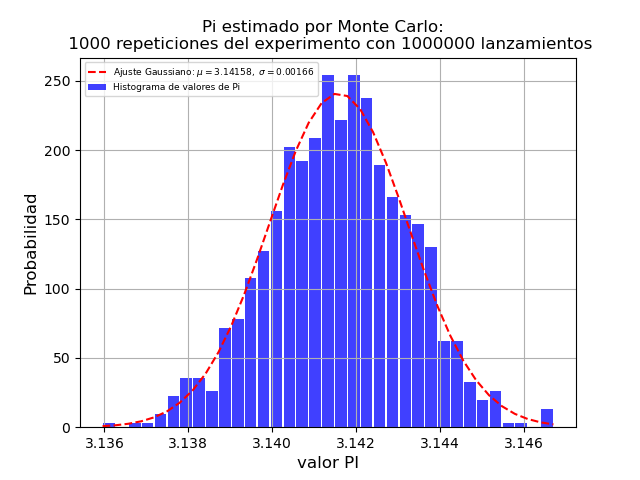 Pi estimado por Monte Carlo:
1000 repeticiones del experimento con 1000000 lanzamientos
Ajuste Gaussiano: μ = 3.14158, σ = 0.00166
Histograma de valores de Pi
Probabilidad
250
200
150
100
50
0
3.136 3.138 3.140 3.142 3.144 3.146
valor PI